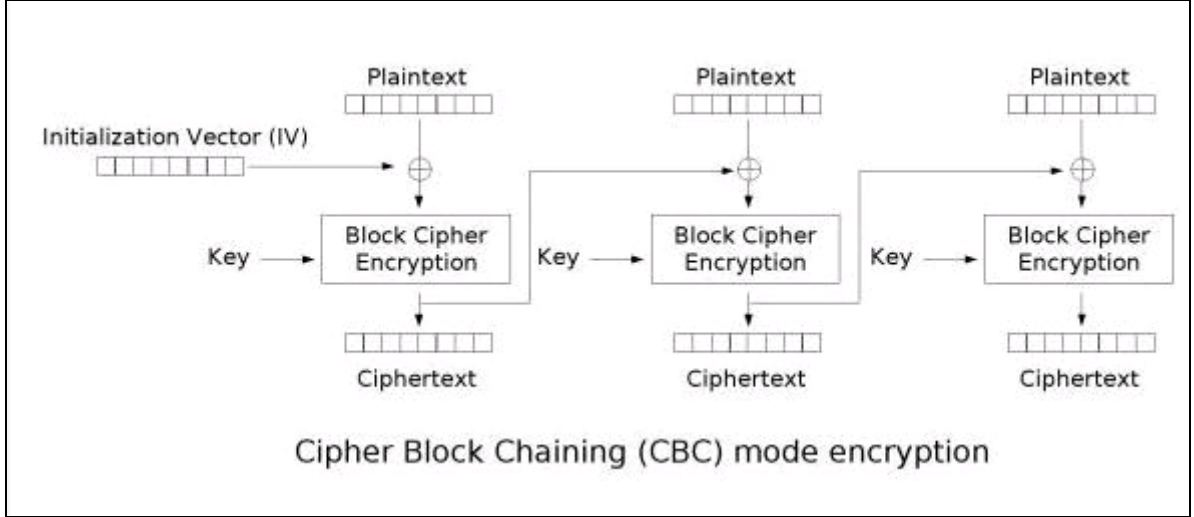 Plaintext
Plaintext
Plaintext
Initialization Vector (IV)
Key
Block Cipher
Encryption
Key
Block Cipher
Encryption
Key
Block Cipher
Encryption
Ciphertext
Ciphertext
Ciphertext
Cipher Block Chaining (CBC) mode encryption